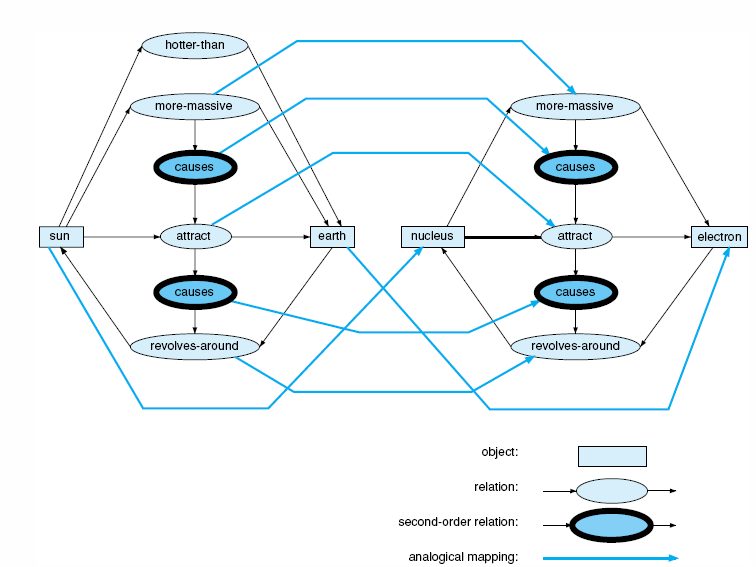 hotter-than
more-massive
more-massive
causes
causes
sun
attract
earth
nucleus
attract
electron
causes
causes
revolves-around
revolves-around
object:
relation:
second-order relation:
analogical mapping: